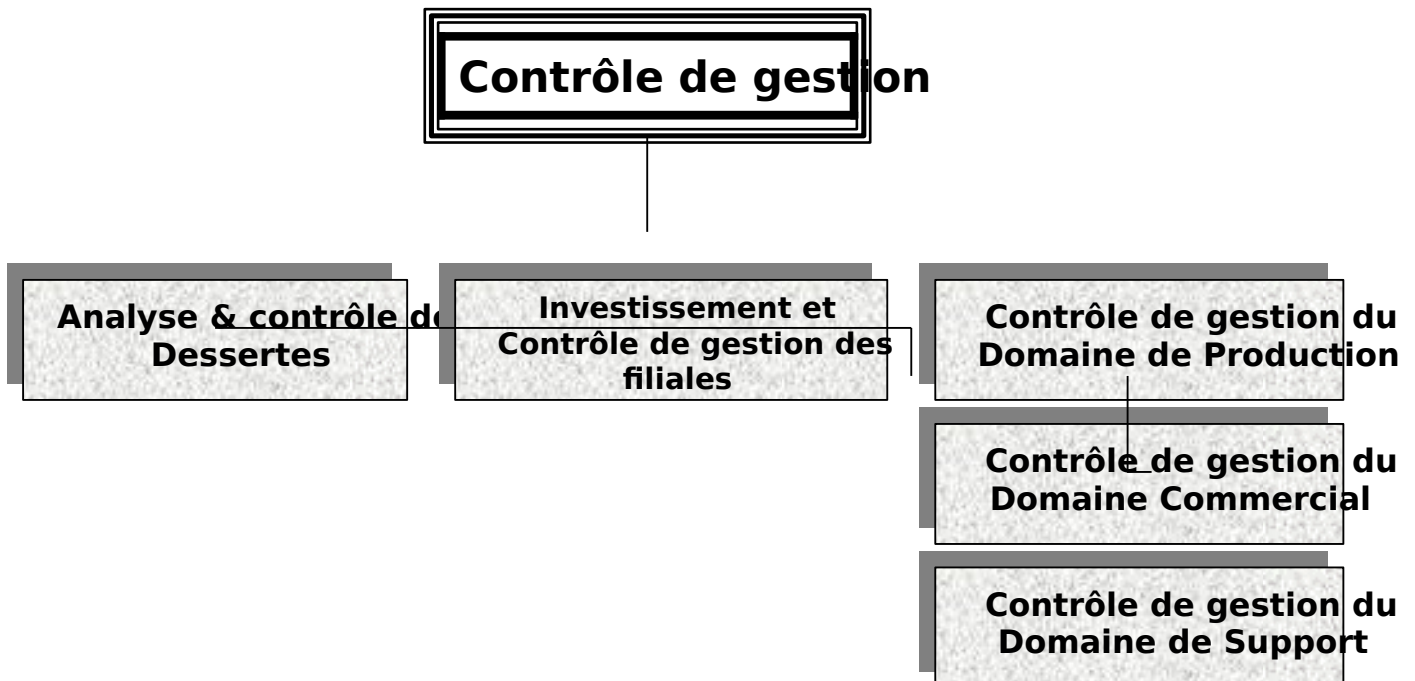 Contrôle de gestion
Analyse & contrôle de
Dessertes
Investissement et
Contrôle de gestion des
filiales
Contrôle de gestion du
Domaine de Production
Contrôle de gestion du
Domaine Commercial
Contrôle de gestion du
Domaine de Support